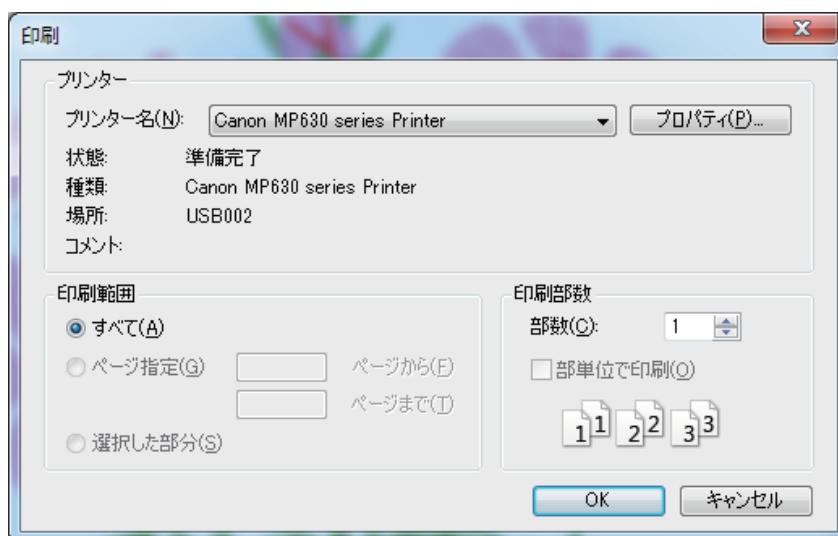 印刷
プリンター
プリンター名(N): Canon MP630 series Printer プロパティ(P)...
状態: 準備完了
種類: Canon MP630 series Printer
場所: USB002
コメント:
印刷範囲
すべて(A)
ページ指定(G) ページから(F)
ページまで(T)
選択した部分(S)
印刷部数
部数(C): 1
部単位で印刷(O)
1 1 2 2 3 3
OK キャンセル